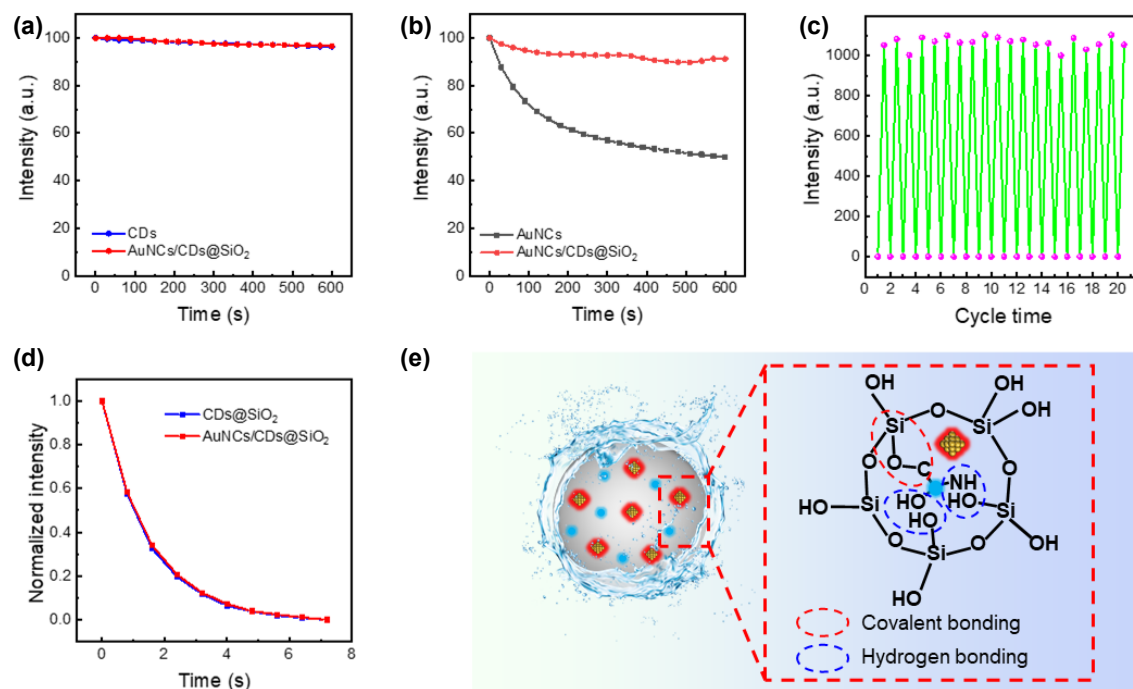 (a)
100
80
60
40
20
0
Intensity (a.u.)
CDs
AuNCs/CDs@SiO₂
0 100 200 300 400 500 600
Time (s)
(b)
100
80
60
40
20
0
Intensity (a.u.)
AuNCs
AuNCs/CDs@SiO₂
0 100 200 300 400 500 600
Time (s)
(c)
1000
800
600
400
200
0
Intensity (a.u.)
0 2 4 6 8 10 12 14 16 18 20
Cycle time
(d)
1.0
0.8
0.6
0.4
0.2
0.0
Normalized intensity
CDs@SiO₂
AuNCs/CDs@SiO₂
0 2 4 6 8
Time (s)
(e)
OH OH
OH O OH
Si Si
O O C O
NH
HO HO
HO Si Si
HO OH
O O
Si
HO OH
Covalent bonding
Hydrogen bonding